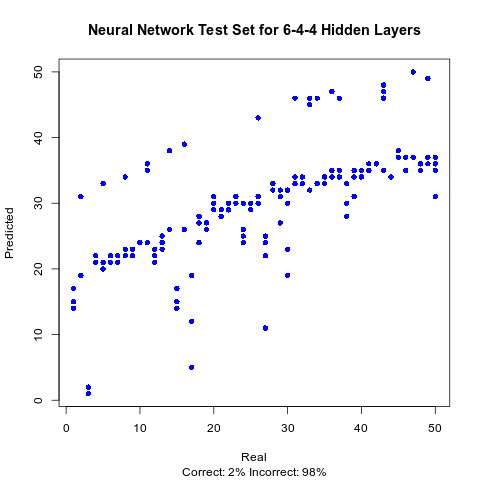 Neural Network Test Set for 6-4-4 Hidden Layers
50
40
30
20
10
0
Predicted
0 10 20 30 40 50
Real
Correct: 2% Incorrect: 98%